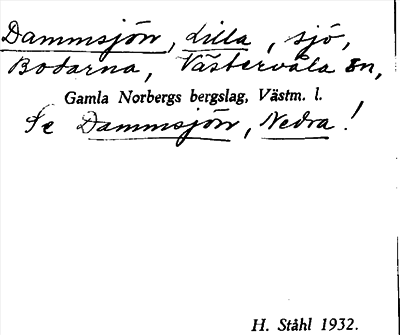 Dammsjön, Lilla, sjö,
Bodarna, Västervåla sn,
Gamla Norbergs bergslag, Västm. l.
Se Dammsjön, Nedra!
H. Ståhl 1932.